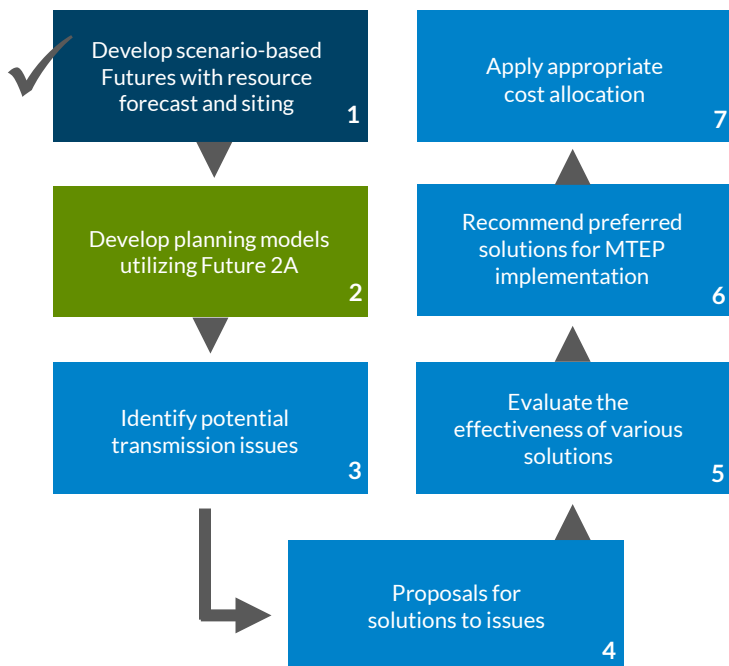 Develop scenario-based
Futures with resource
forecast and siting
1
Develop planning models
utilizing Future 2A
2
Identify potential
transmission issues
3
Proposals for
solutions to issues
4
Evaluate the
effectiveness of various
solutions
5
Recommend preferred
solutions for MTEP
implementation
6
Apply appropriate
cost allocation
7